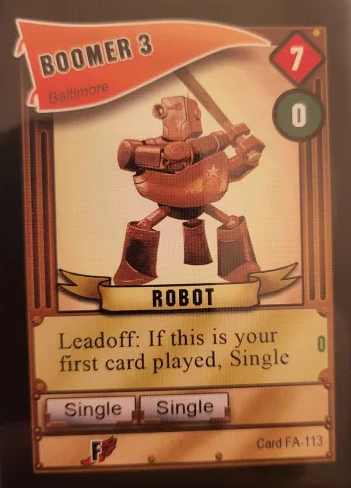 BOOMER 3
Baltimore
7
0
ROBOT
Leadoff: If this is your
first card played, Single
0
Single Single
F
Card FA-113